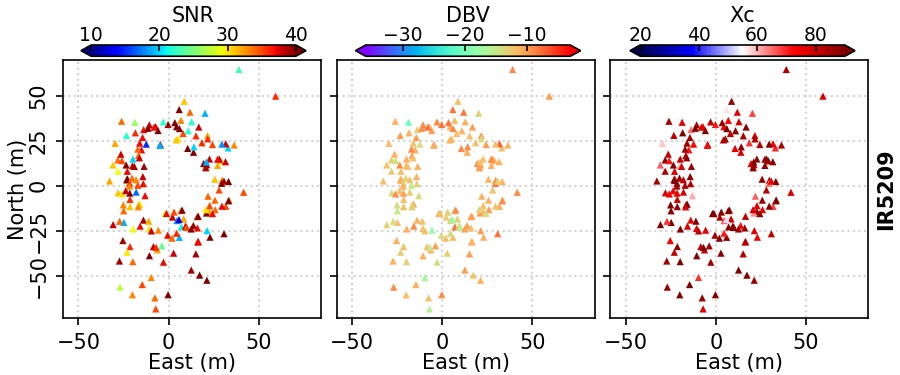 SNR DBV Xc
10 20 30 40 −30 −20 −10 20 40 60 80
50
25
0
−25
−50
North (m)
−50 0 50 −50 0 50 −50 0 50
East (m) East (m) East (m)
IR5209